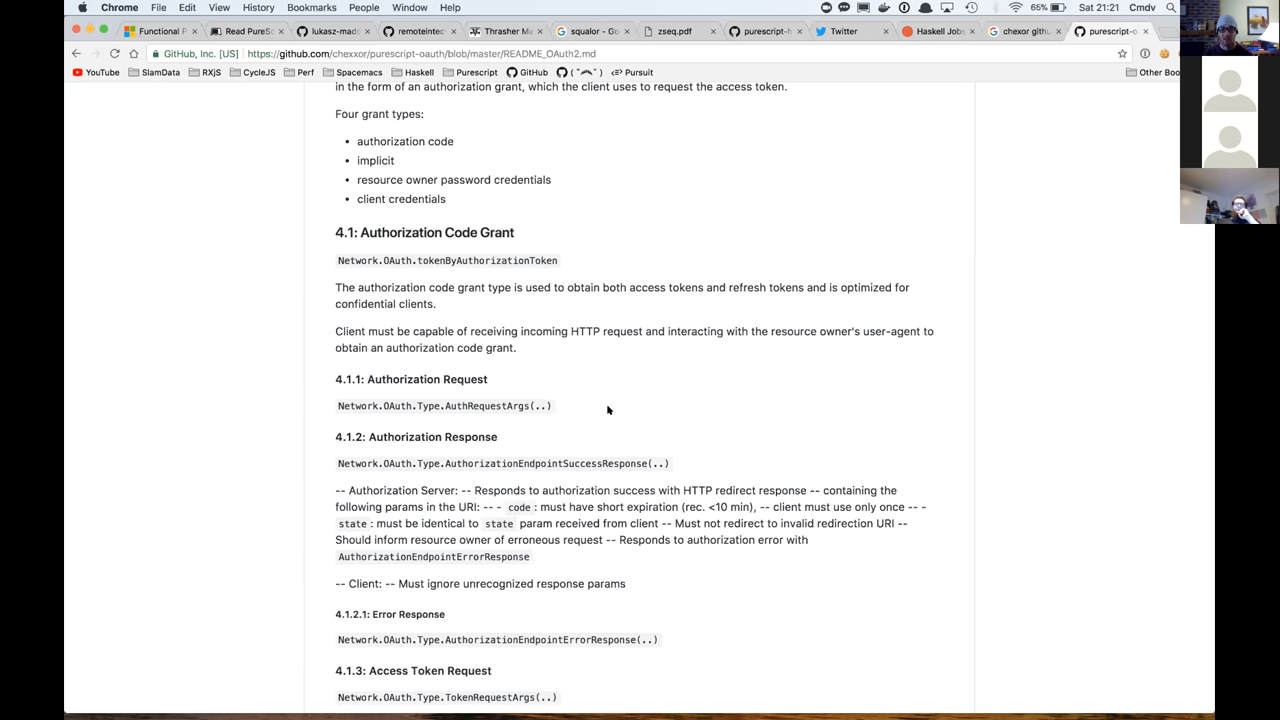 Chrome File Edit View History Bookmarks People Window Help 65% Sat 21:21 Cmdv
Functional P Read PureSc lukasz-madc remoteintec Thrasher Ma squalor - Go zseq.pdf purescript-h Twitter Haskell Jobs chexor gith purescript-o
GitHub, Inc. [US] https://github.com/chexxor/purescript-oauth/blob/master/README_OAuth2.md
YouTube SlamData RXjS CycleJS Perf Spacemacs Haskell Purescript GitHub Pursuit Other Boo
in the form of an authorization grant, which the client uses to request the access token.
Four grant types:
• authorization code
• implicit
• resource owner password credentials
• client credentials
4.1: Authorization Code Grant
Network.OAuth.tokenByAuthorizationToken
The authorization code grant type is used to obtain both access tokens and refresh tokens and is optimized for
confidential clients.
Client must be capable of receiving incoming HTTP request and interacting with the resource owner's user-agent to
obtain an authorization code grant.
4.1.1: Authorization Request
Network.OAuth.Type.AuthRequestArgs(..)
4.1.2: Authorization Response
Network.OAuth.Type.AuthorizationEndpointSuccessResponse(..)
-- Authorization Server: -- Responds to authorization success with HTTP redirect response -- containing the
following params in the URI: -- - code : must have short expiration (rec. <10 min), -- client must use only once -- -
state : must be identical to state param received from client -- Must not redirect to invalid redirection URI --
Should inform resource owner of erroneous request -- Responds to authorization error with
AuthorizationEndpointErrorResponse
-- Client: -- Must ignore unrecognized response params
4.1.2.1: Error Response
Network.OAuth.Type.AuthorizationEndpointErrorResponse(..)
4.1.3: Access Token Request
Network.OAuth.Type.TokenRequestArgs(..)